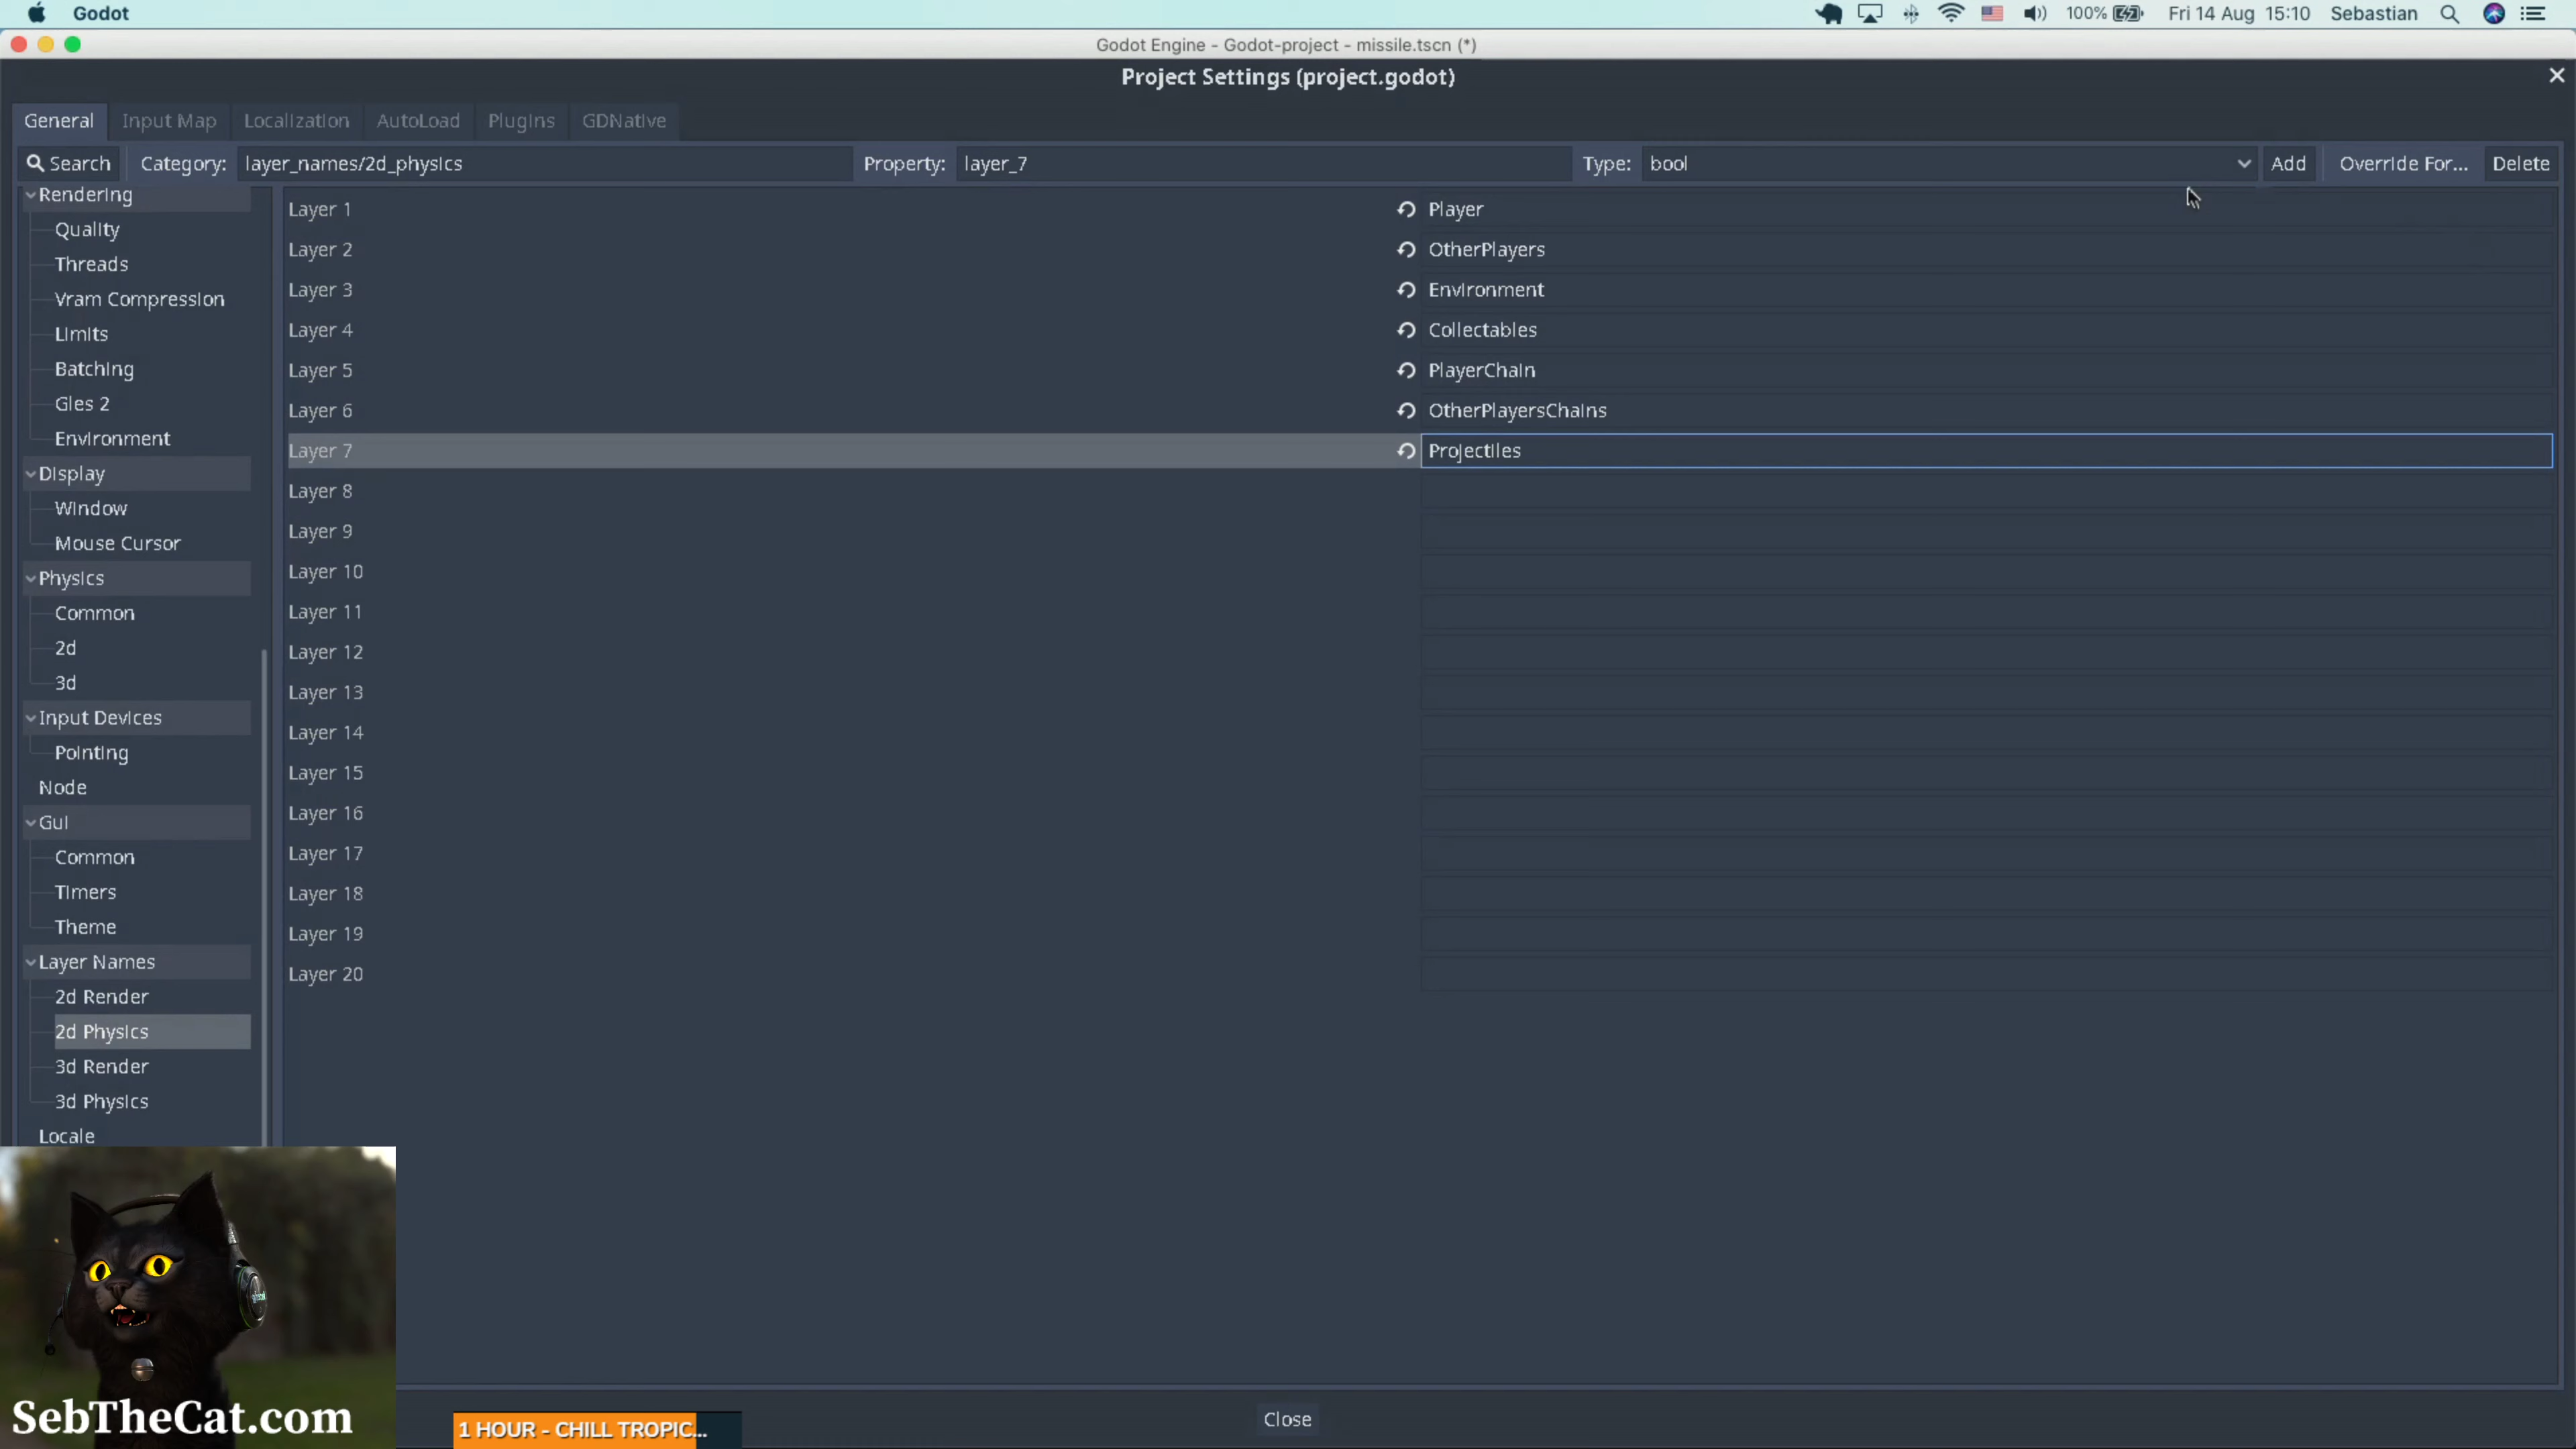 Godot
100%
Fri 14 Aug 15:10
Sebastian
Godot Engine - Godot-project - missile.tscn (*)
Project Settings (project.godot)
General
Input Map
Localization
AutoLoad
Plugins
GDNative
Search
Category:
layer_names/2d_physics
Property:
layer_7
Type:
bool
Add
Override For...
Delete
Rendering
Quality
Threads
Vram Compression
Limits
Batching
Gles 2
Environment
Display
Window
Mouse Cursor
Physics
Common
2d
3d
Input Devices
Pointing
Node
Gui
Common
Timers
Theme
Layer Names
2d Render
2d Physics
3d Render
3d Physics
Locale
Layer 1 Player
Layer 2 OtherPlayers
Layer 3 Environment
Layer 4 Collectables
Layer 5 PlayerChain
Layer 6 OtherPlayersChains
Layer 7 Projectiles
Layer 8
Layer 9
Layer 10
Layer 11
Layer 12
Layer 13
Layer 14
Layer 15
Layer 16
Layer 17
Layer 18
Layer 19
Layer 20
SebTheCat.com
1 HOUR - CHILL TROPIC...
Close